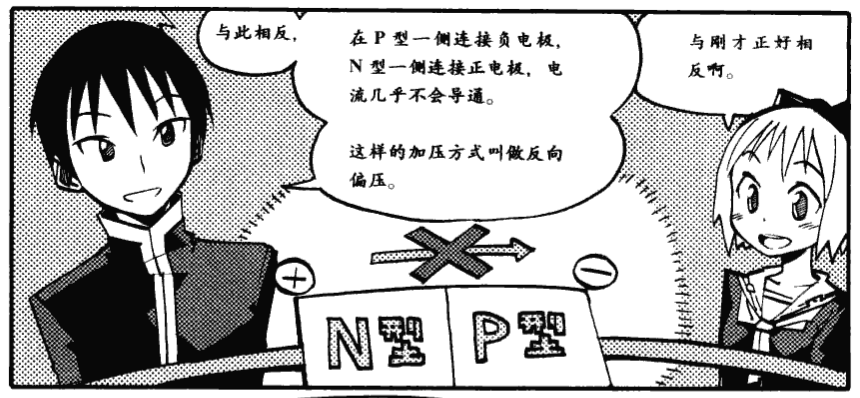 与此相反，
在 P 型一侧连接负电极，
N 型一侧连接正电极，电
流几乎不会导通。
这样的加压方式叫做反向
偏压。
与刚才正好相
反啊。
+
−
N型
P型